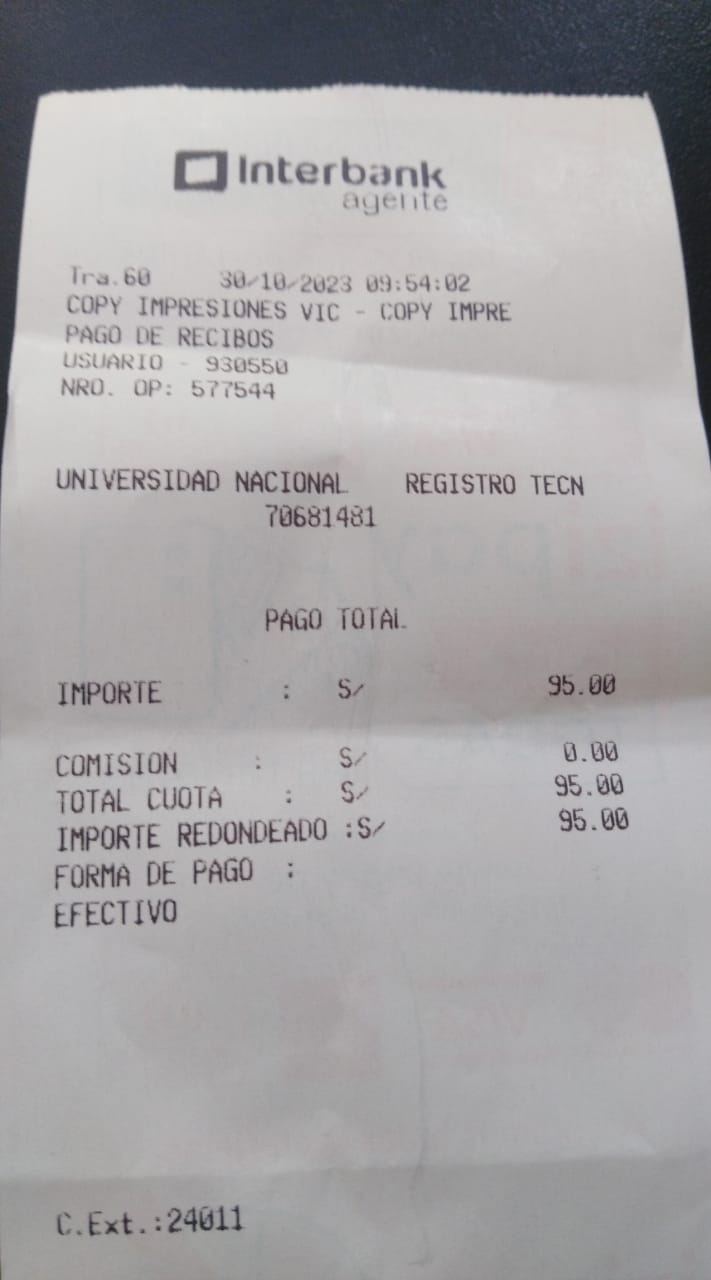 Interbank
agente
Tra.60 30/10/2023 09:54:02
COPY IMPRESIONES VIC - COPY IMPRE
PAGO DE RECIBOS
USUARIO - 930550
NRO. OP: 577544
UNIVERSIDAD NACIONAL REGISTRO TECN
70681481
PAGO TOTAL
IMPORTE : S/ 95.00
COMISION : S/ 0.00
TOTAL CUOTA : S/ 95.00
IMPORTE REDONDEADO :S/ 95.00
FORMA DE PAGO :
EFECTIVO
C.Ext.:24011